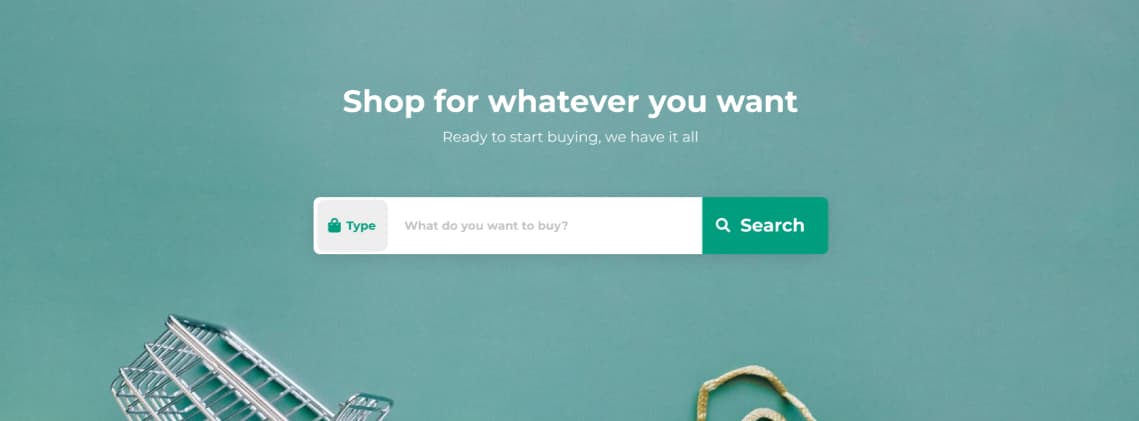 Shop for whatever you want
Ready to start buying, we have it all
Type What do you want to buy? Search